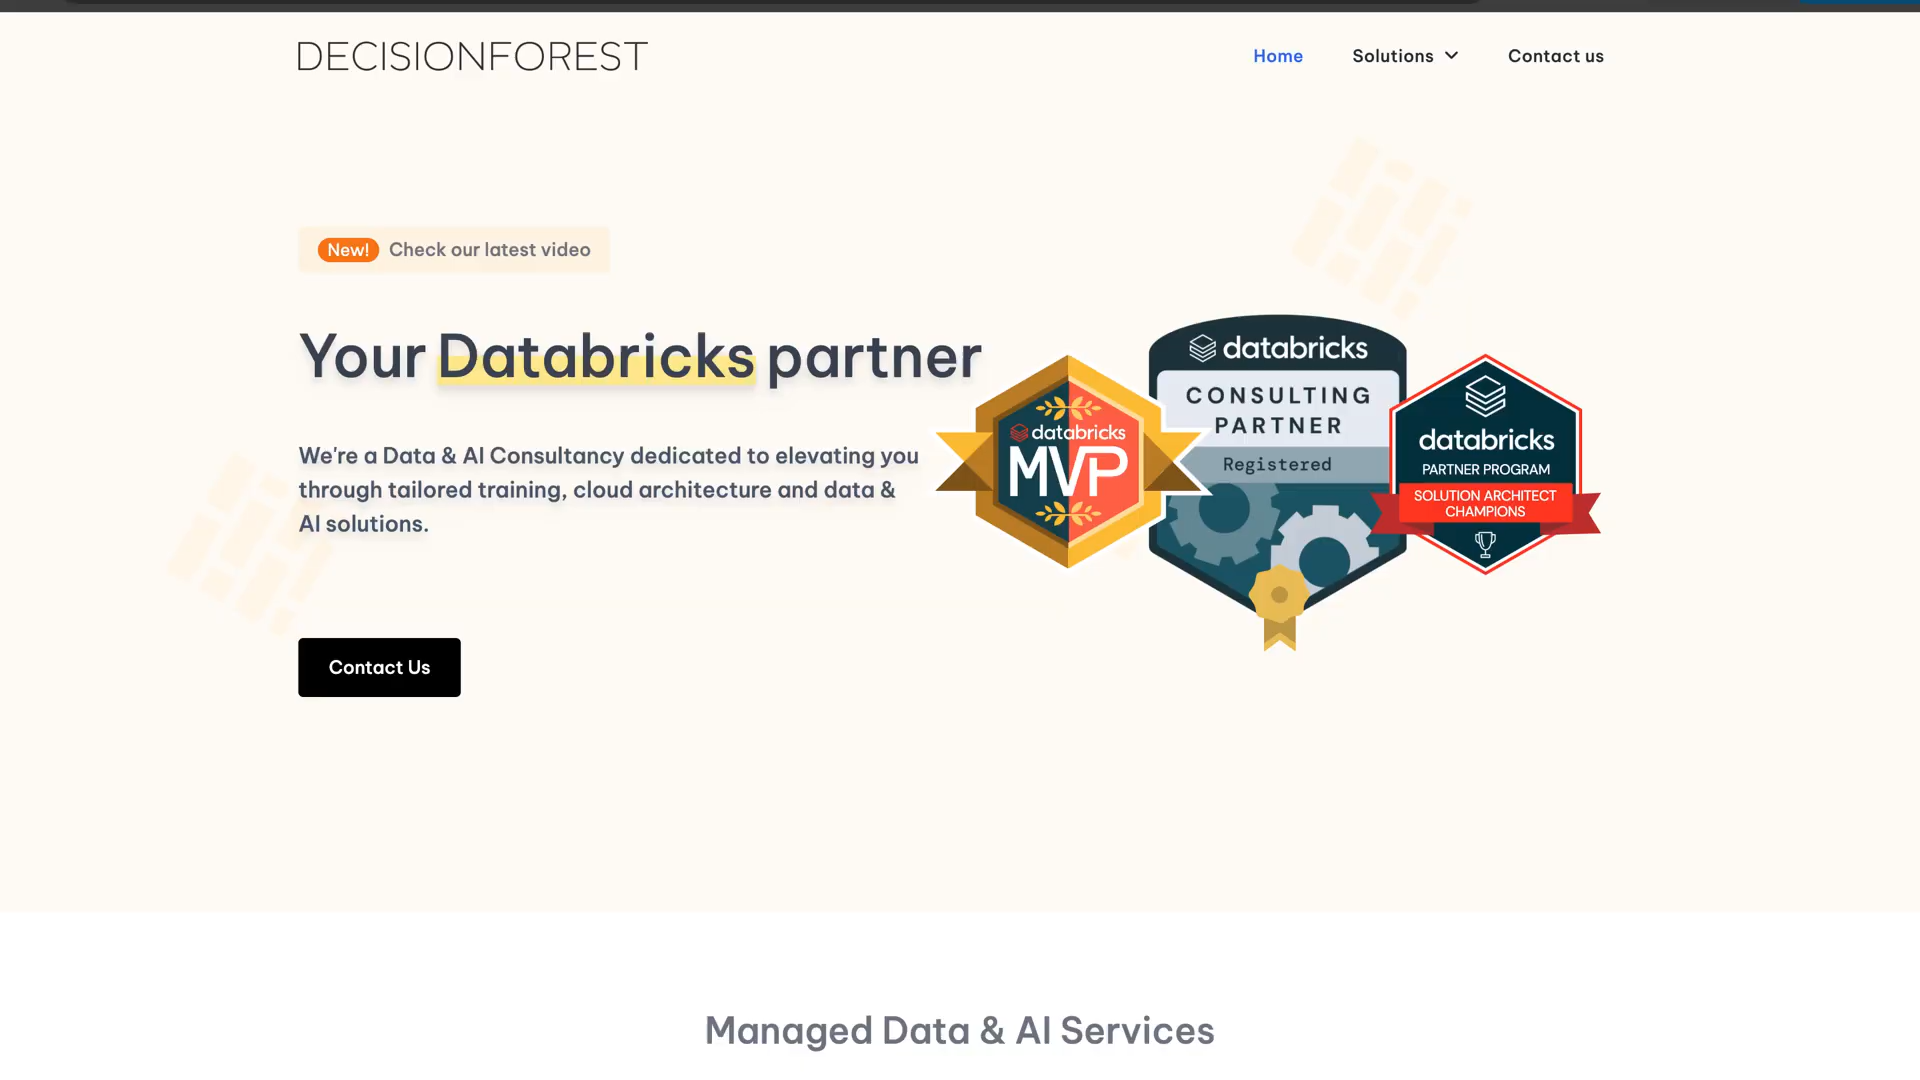 DECISIONFOREST
Home
Solutions
Contact us
New!
Check our latest video
Your Databricks partner
We're a Data & AI Consultancy dedicated to elevating you
through tailored training, cloud architecture and data &
AI solutions.
Contact Us
databricks
MVP
databricks
CONSULTING
PARTNER
Registered
databricks
PARTNER PROGRAM
SOLUTION ARCHITECT
CHAMPIONS
Managed Data & AI Services